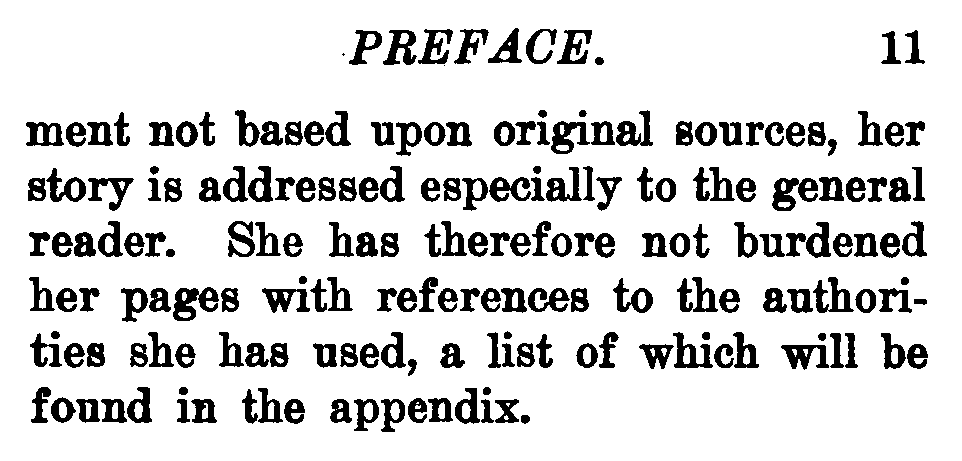 PREFACE. 11
ment not based upon original sources, her
story is addressed especially to the general
reader. She has therefore not burdened
her pages with references to the authori-
ties she has used, a list of which will be
found in the appendix.